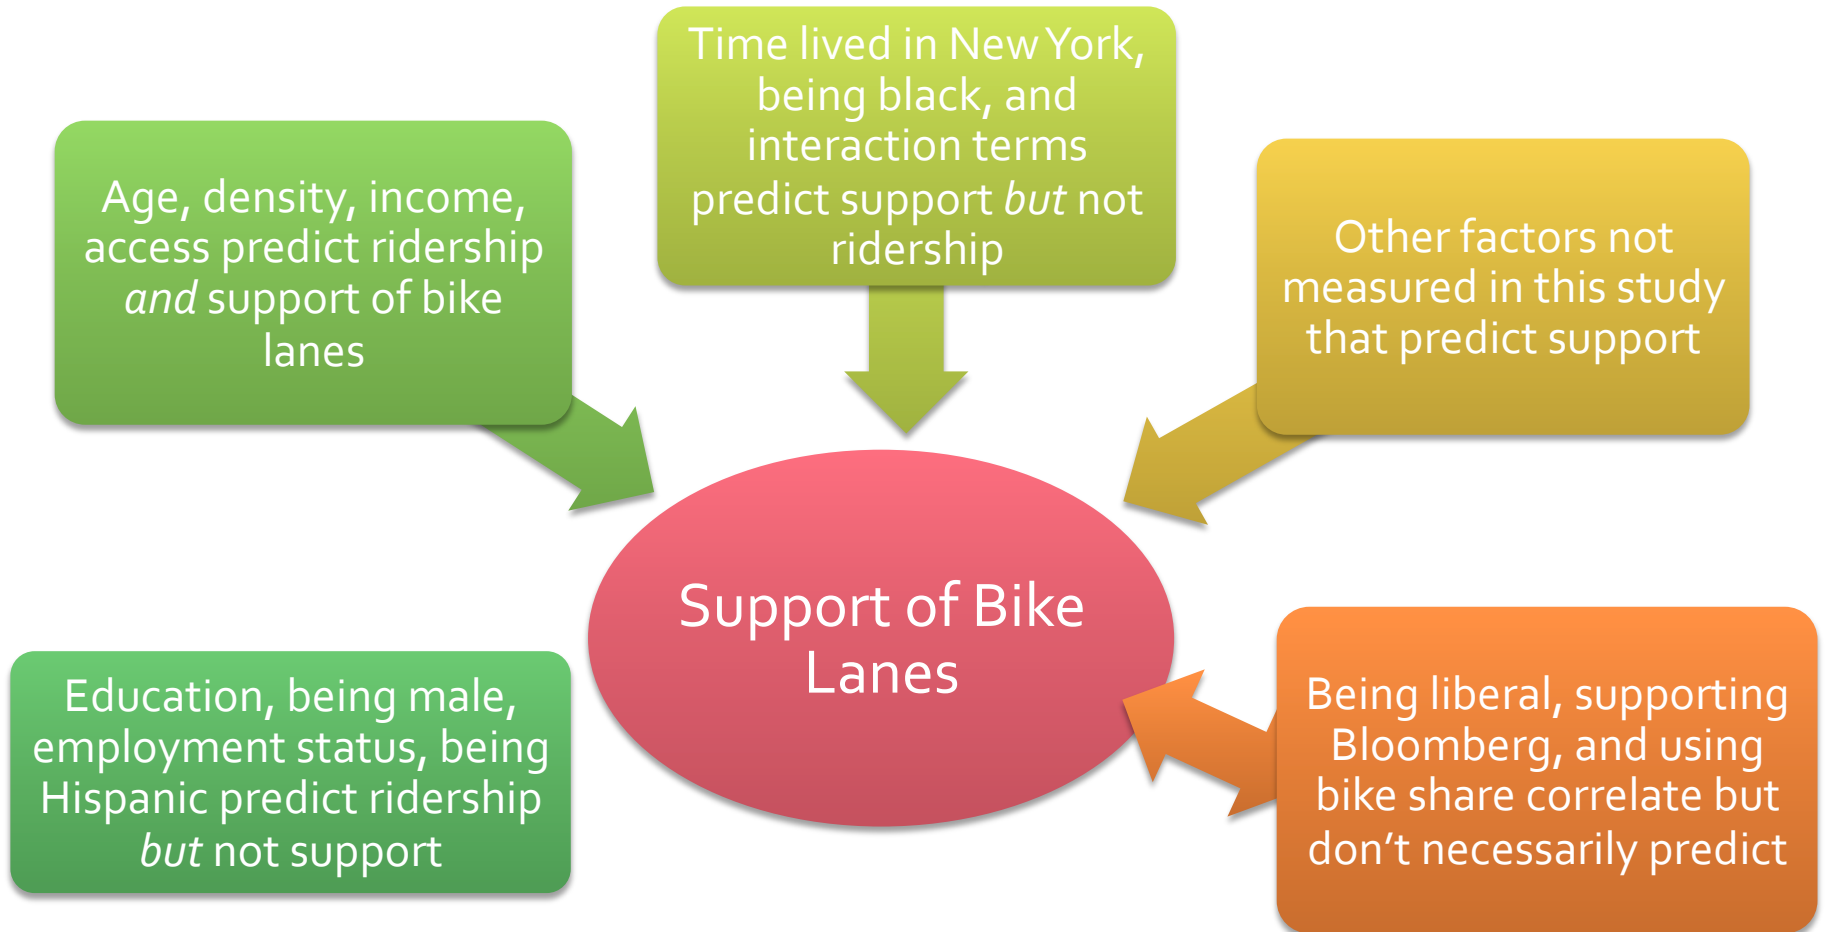 Time lived in New York,
being black, and
interaction terms
predict support but not
ridership
Age, density, income,
access predict ridership
and support of bike
lanes
Other factors not
measured in this study
that predict support
Support of Bike
Lanes
Education, being male,
employment status, being
Hispanic predict ridership
but not support
Being liberal, supporting
Bloomberg, and using
bike share correlate but
don’t necessarily predict